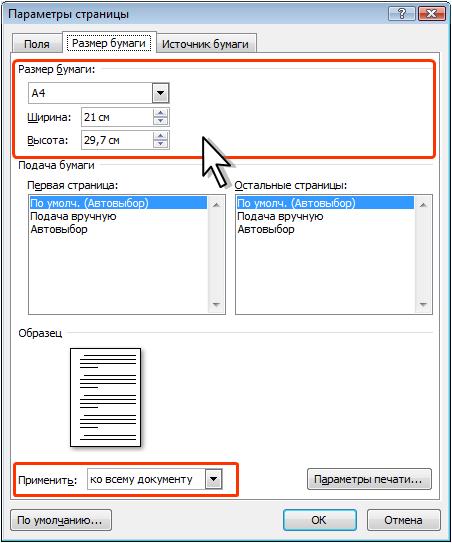 Параметры страницы
Поля Размер бумаги Источник бумаги
Размер бумаги:
A4
Ширина: 21 см
Высота: 29,7 см
Подача бумаги
Первая страница: Остальные страницы:
По умолч. (Автовыбор) По умолч. (Автовыбор)
Подача вручную Подача вручную
Автовыбор Автовыбор
Образец
Применить: ко всему документу Параметры печати...
По умолчанию... ОК Отмена